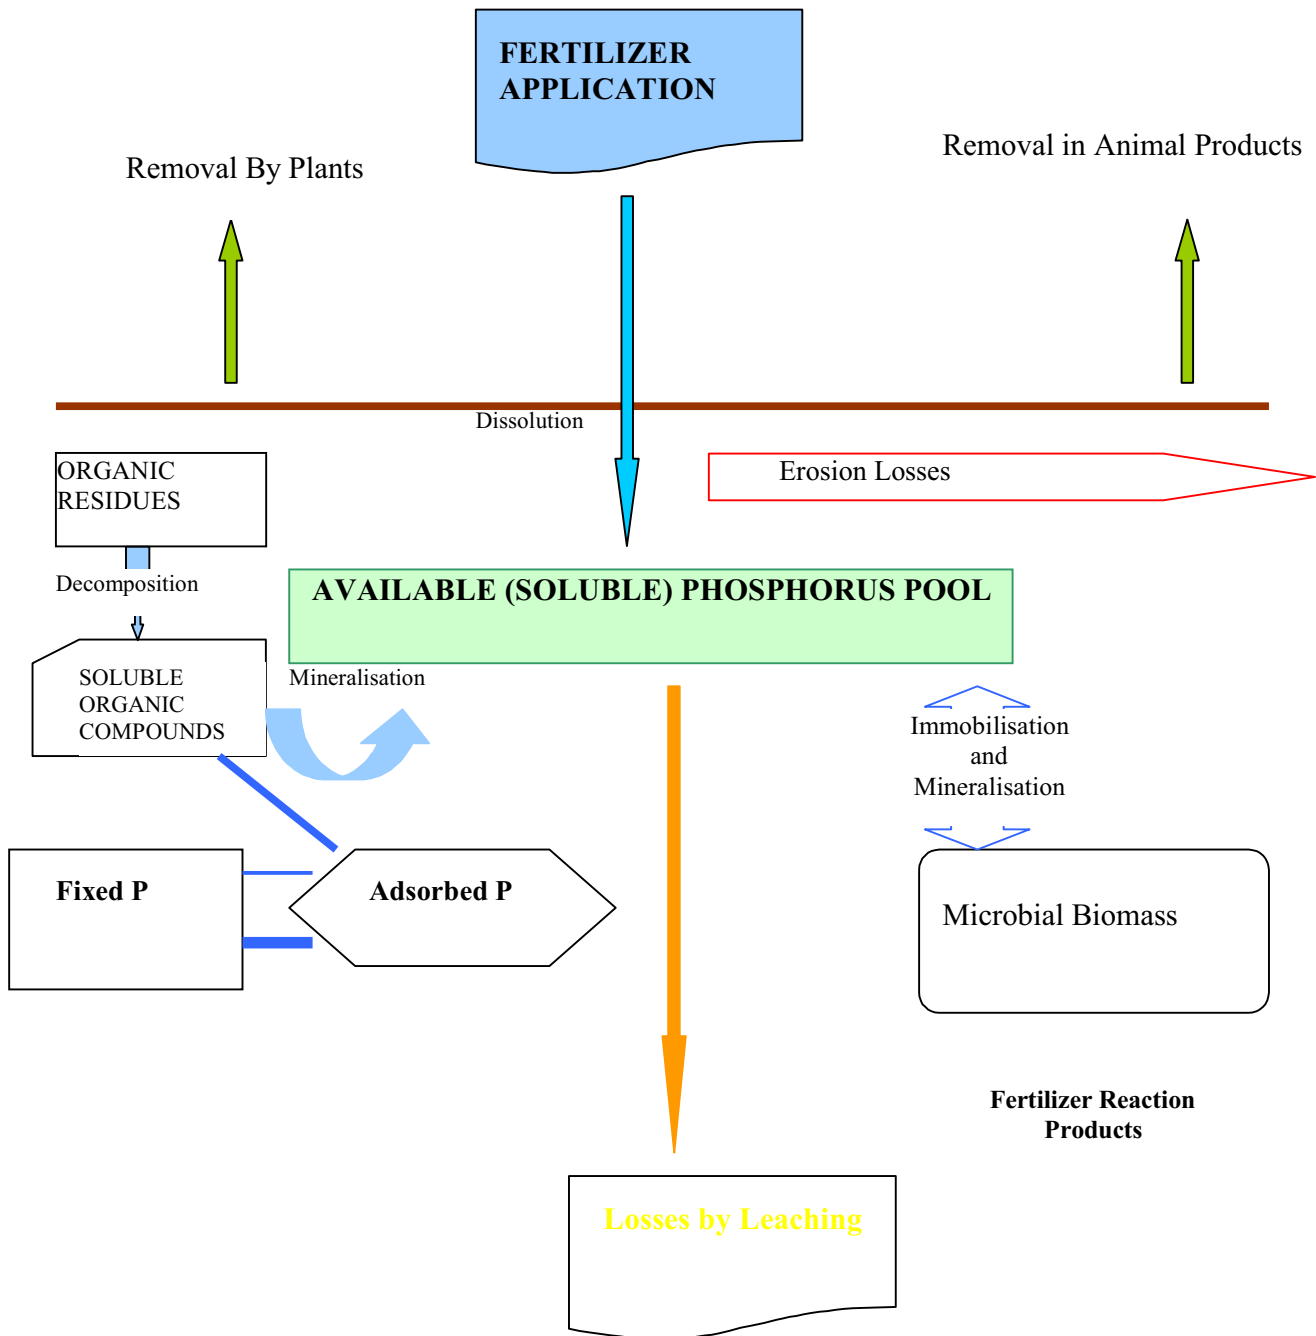 FERTILIZER
APPLICATION
Removal in Animal Products
Removal By Plants
Dissolution
ORGANIC
RESIDUES
Erosion Losses
Decomposition
AVAILABLE (SOLUBLE) PHOSPHORUS POOL
SOLUBLE
ORGANIC
COMPOUNDS
Mineralisation
Immobilisation
and
Mineralisation
Fixed P
Adsorbed P
Microbial Biomass
Fertilizer Reaction
Products
Losses by Leaching